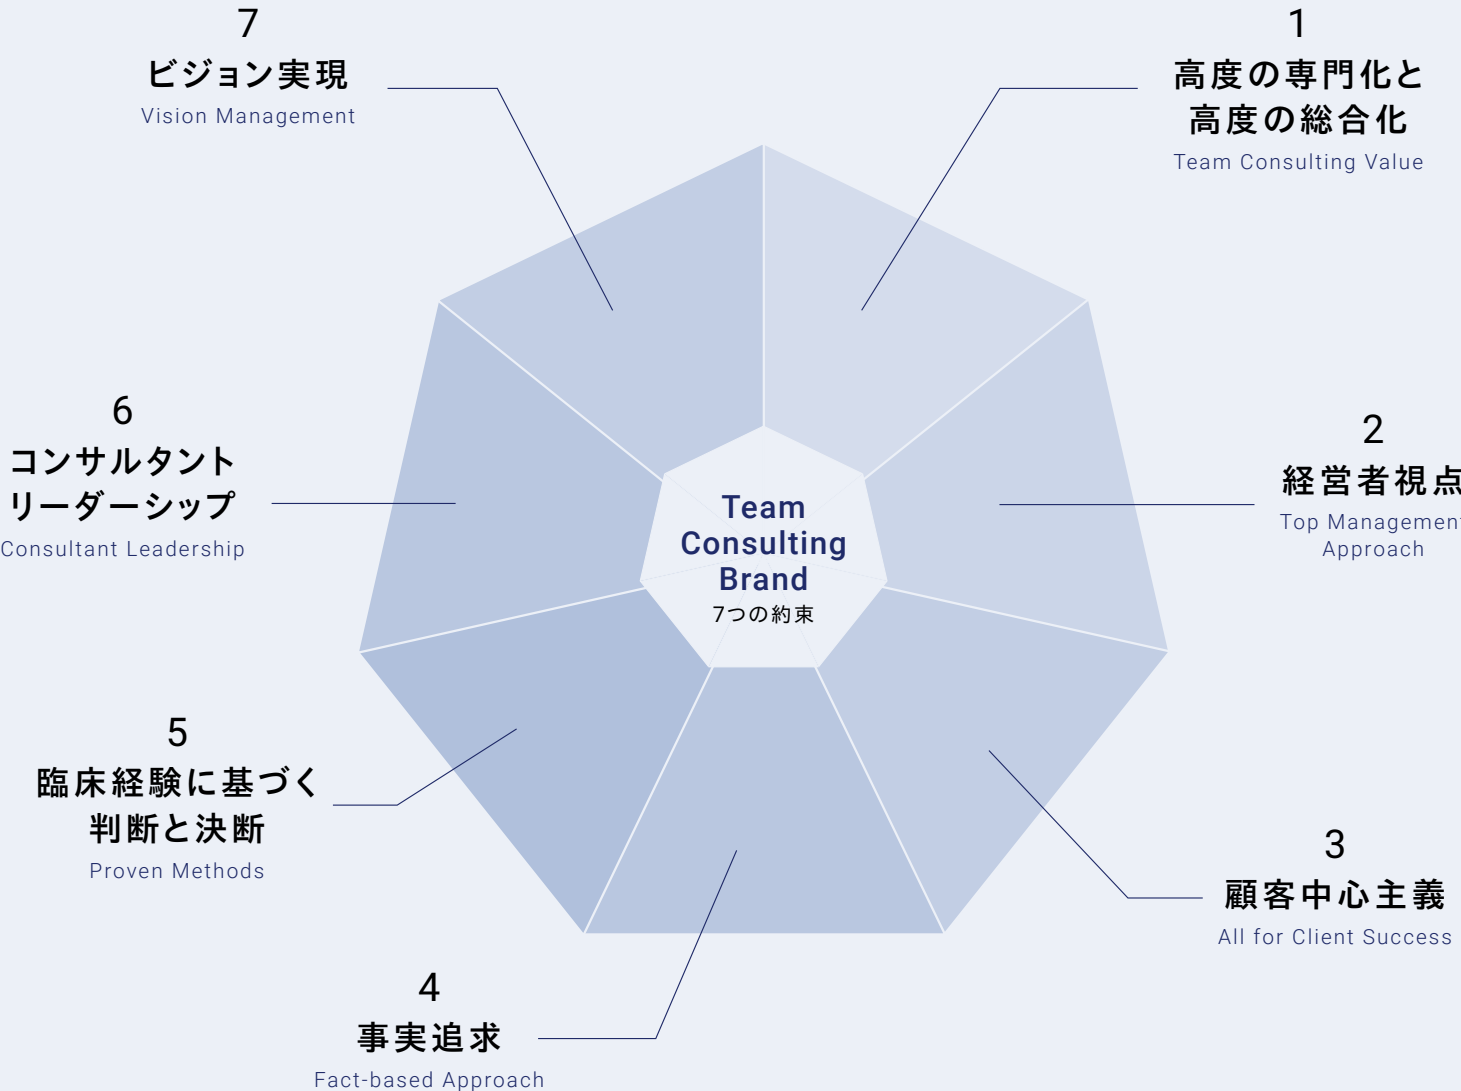 7
ビジョン実現
Vision Management
1
高度の専門化と
高度の総合化
Team Consulting Value
6
コンサルタント
リーダーシップ
Consultant Leadership
2
経営者視点
Top Management
Approach
Team
Consulting
Brand
7つの約束
5
臨床経験に基づく
判断と決断
Proven Methods
3
顧客中心主義
All for Client Success
4
事実追求
Fact-based Approach